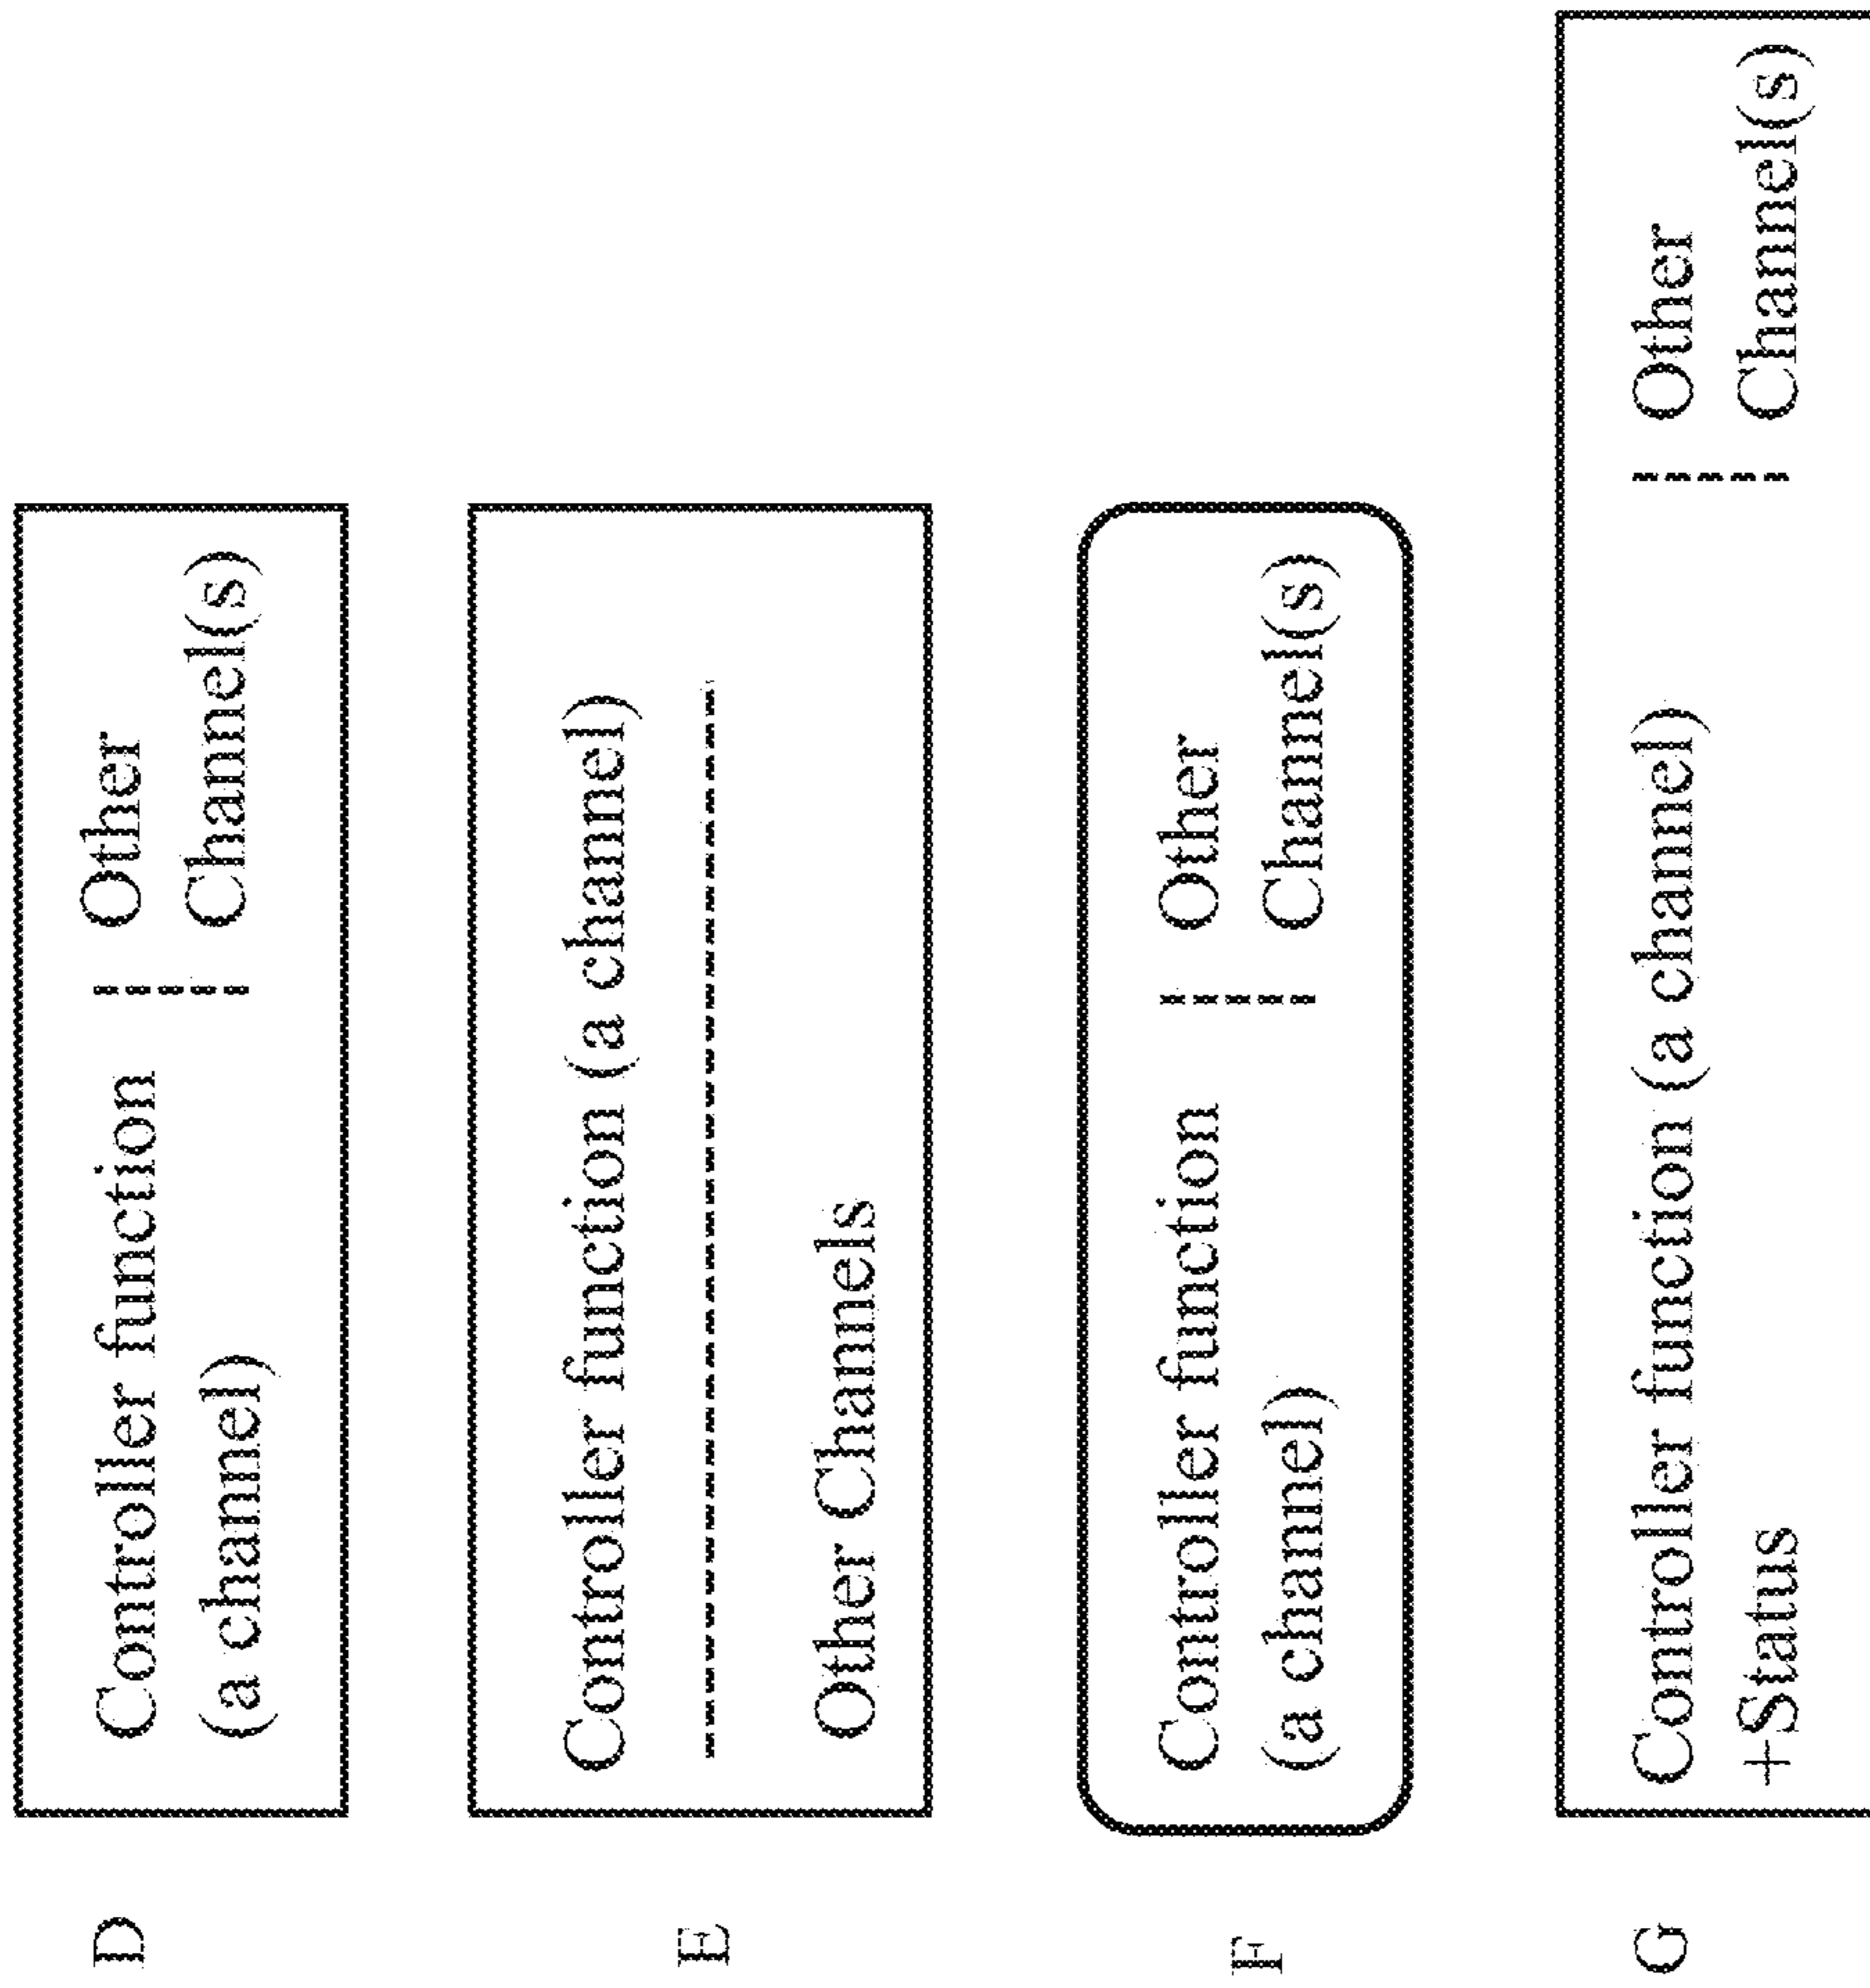 D
Controller function
(a channel)
Other
Channel(s)
E
Controller function (a channel)
Other Channels
F
Controller function
(a channel)
Other
Channel(s)
G
Controller function (a channel)
+Status
Other
Channel(s)